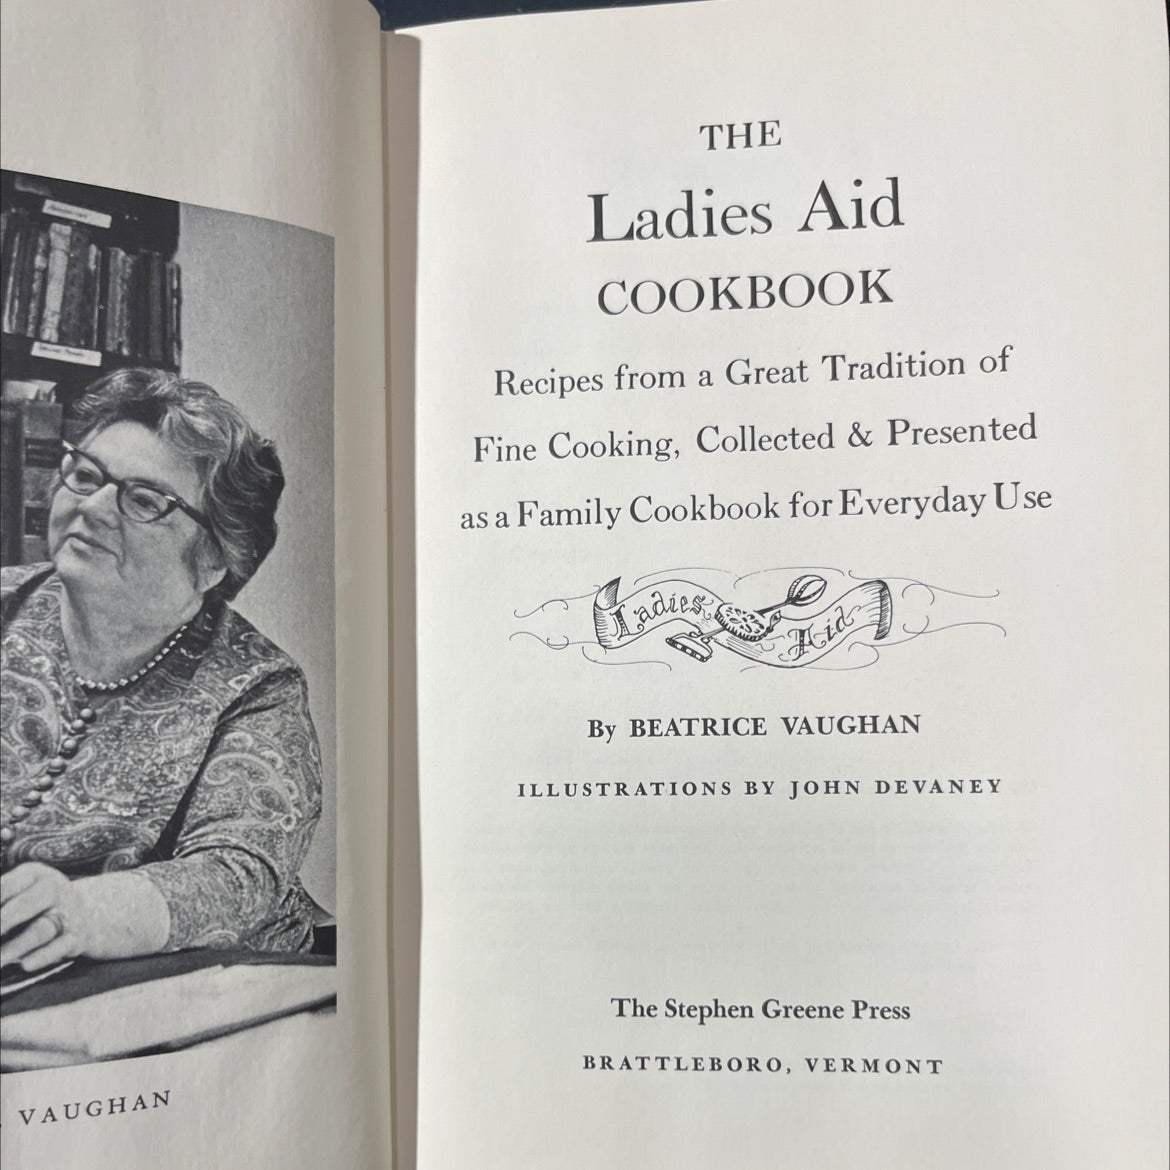 VAUGHAN
THE
Ladies Aid
COOKBOOK
Recipes from a Great Tradition of
Fine Cooking, Collected & Presented
as a Family Cookbook for Everyday Use
Ladies
Aid
By BEATRICE VAUGHAN
ILLUSTRATIONS BY JOHN DEVANEY
The Stephen Greene Press
BRATTLEBORO, VERMONT